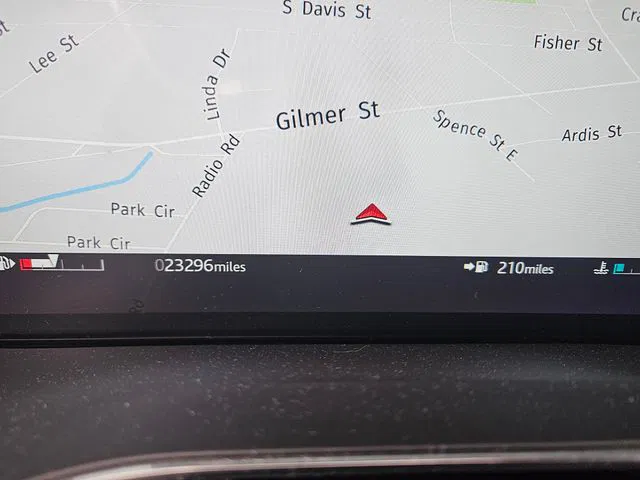 S Davis St
Lee St
Fisher St
Linda Dr
Gilmer St
Spence St E
Ardis St
Radio Rd
Park Cir
Park Cir
023296miles
210miles